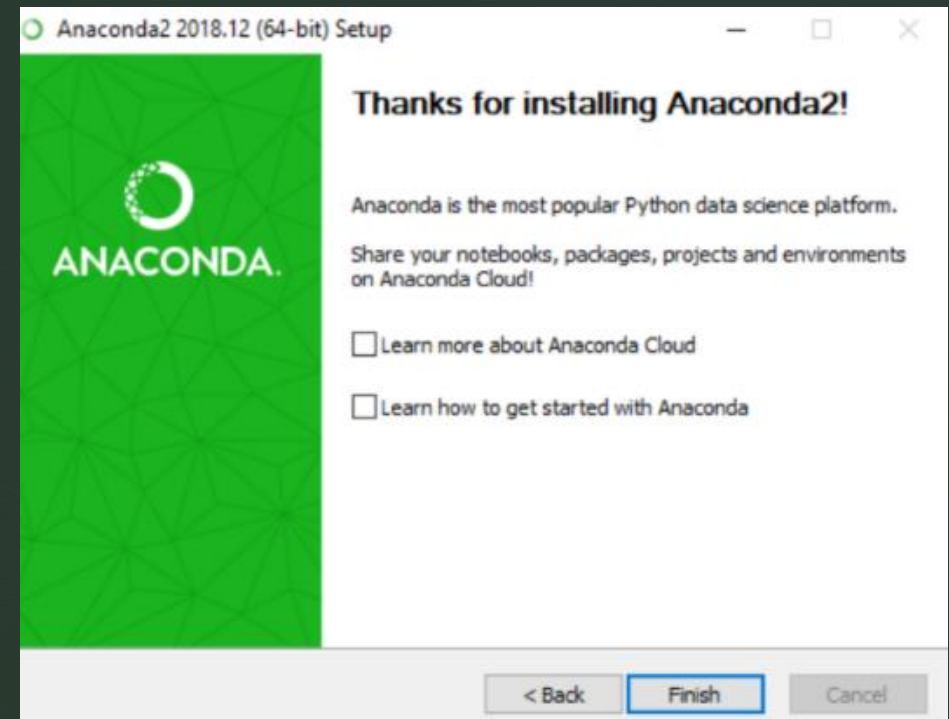 Anaconda2 2018.12 (64-bit) Setup
ANACONDA.
Thanks for installing Anaconda2!
Anaconda is the most popular Python data science platform.
Share your notebooks, packages, projects and environments
on Anaconda Cloud!
Learn more about Anaconda Cloud
Learn how to get started with Anaconda
< Back
Finish
Cancel